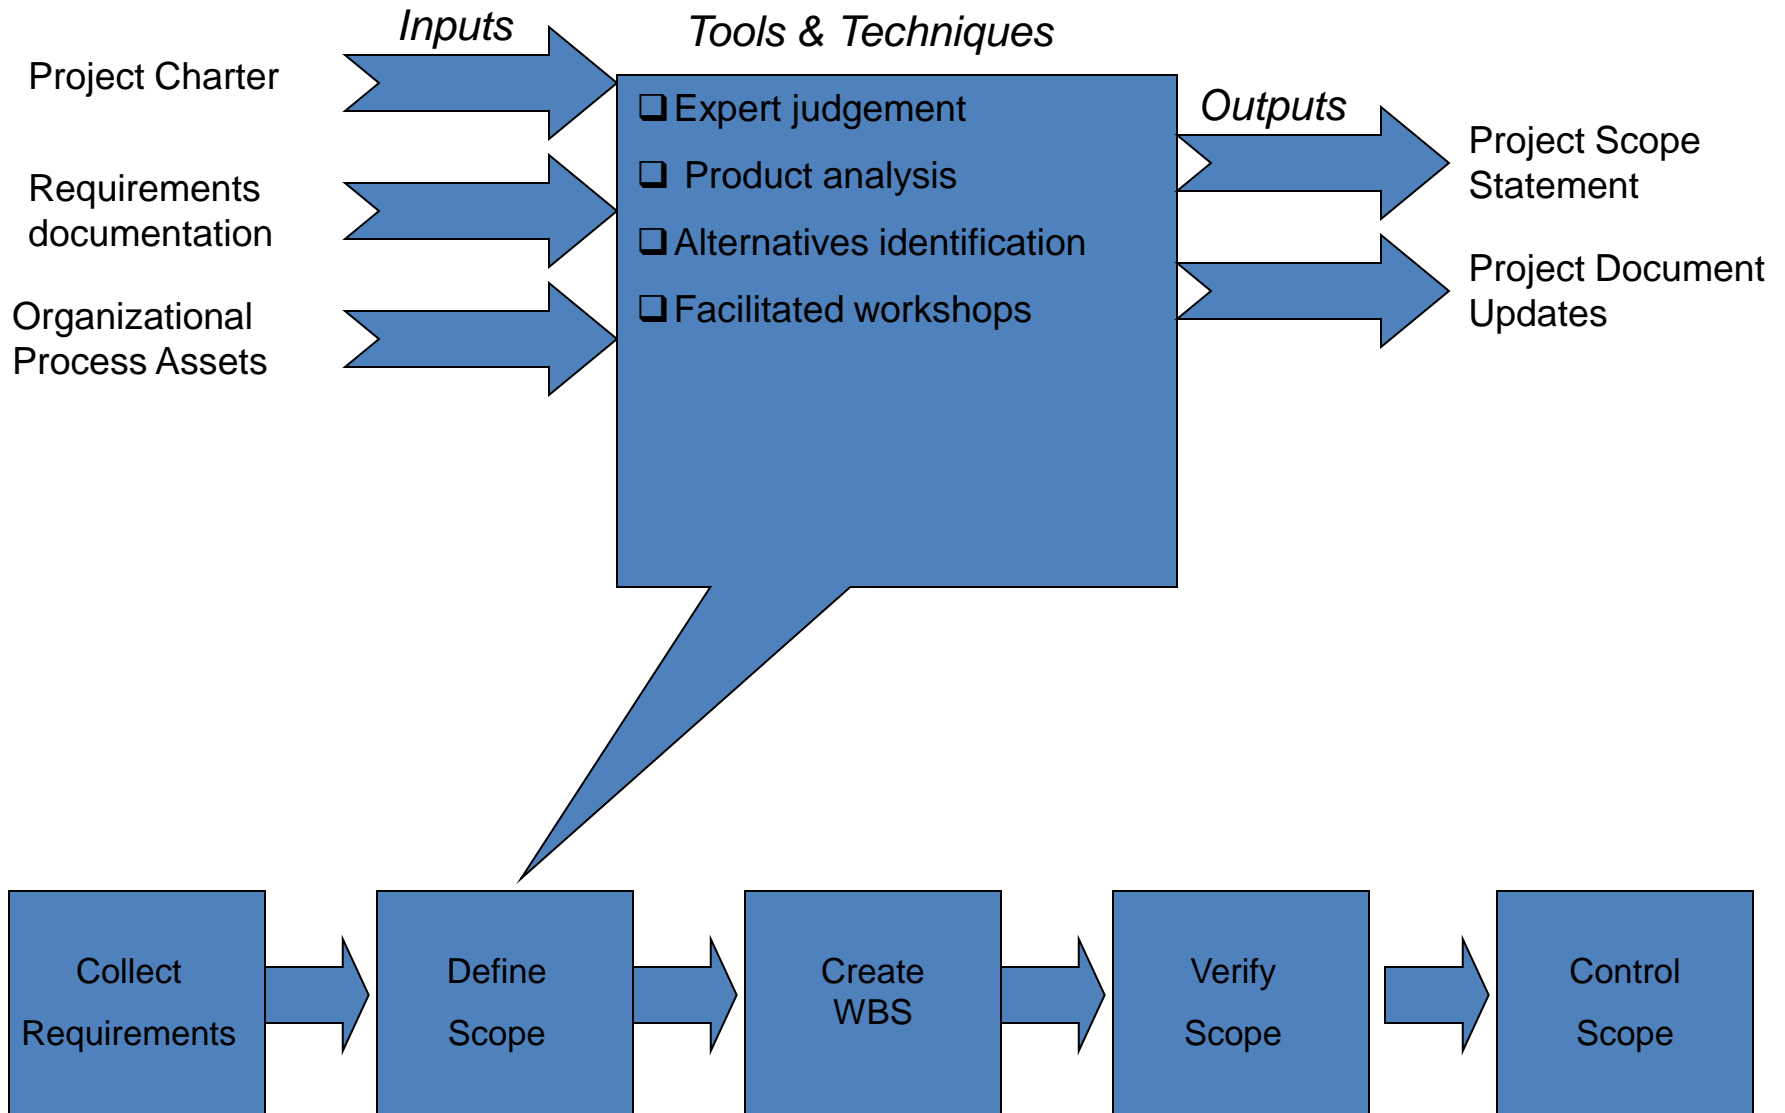 Inputs
Tools & Techniques
Project Charter
Requirements
documentation
Organizational
Process Assets
❑ Expert judgement
❑ Product analysis
❑ Alternatives identification
❑ Facilitated workshops
Outputs
Project Scope
Statement
Project Document
Updates
Collect
Requirements
Define
Scope
Create
WBS
Verify
Scope
Control
Scope